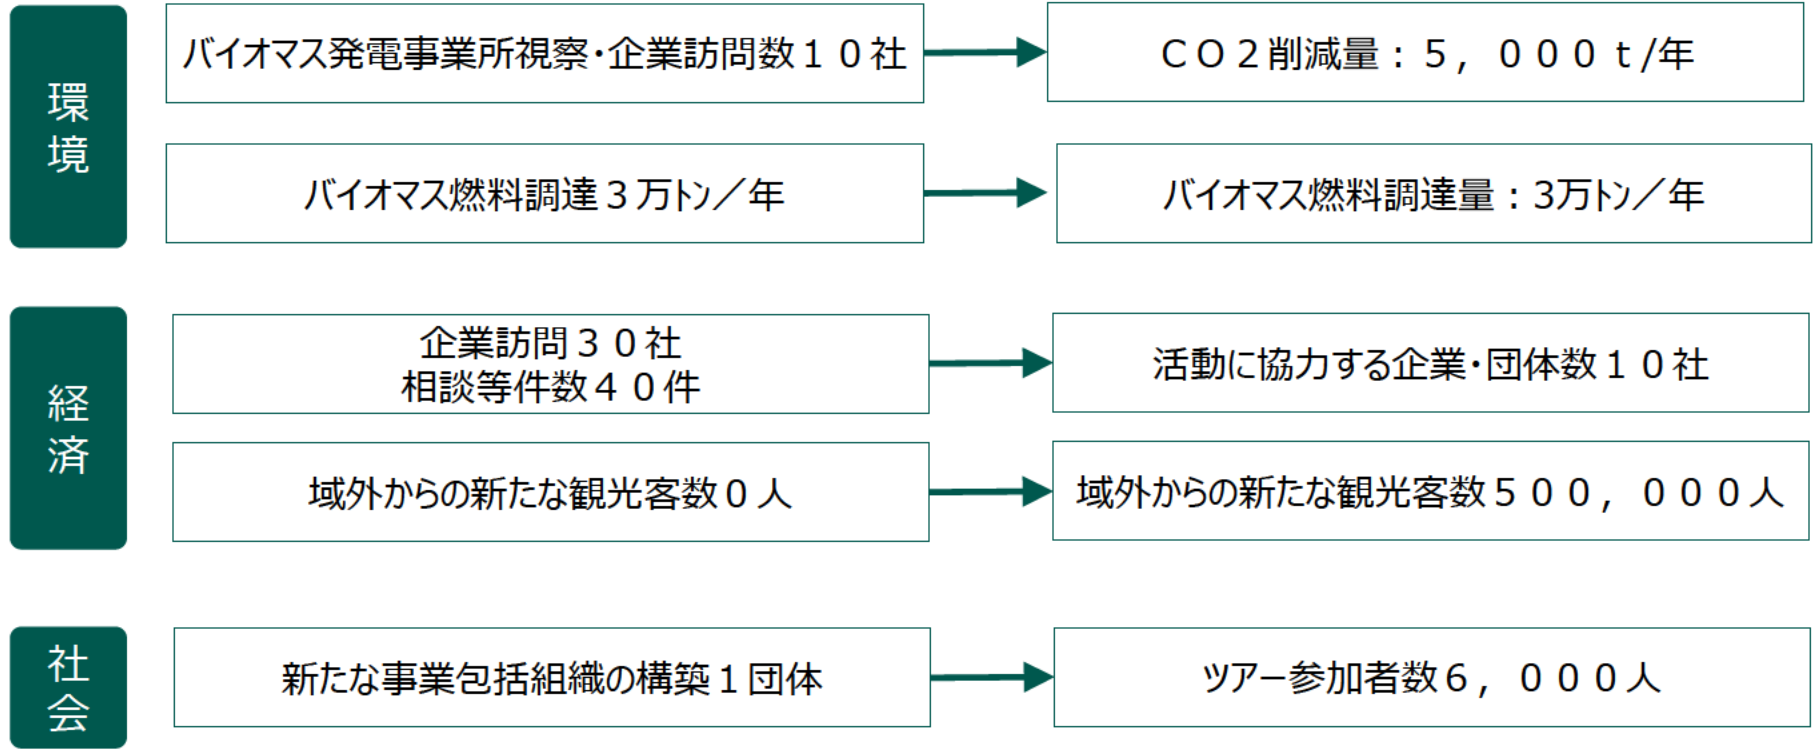 環境
バイオマス発電事業所視察・企業訪問数１０社
ＣＯ２削減量：５，０００ｔ/年
バイオマス燃料調達３万トン／年
バイオマス燃料調達量：3万トン／年
経済
企業訪問３０社
相談等件数４０件
活動に協力する企業・団体数１０社
域外からの新たな観光客数０人
域外からの新たな観光客数５００，０００人
社会
新たな事業包括組織の構築１団体
ツアー参加者数６，０００人